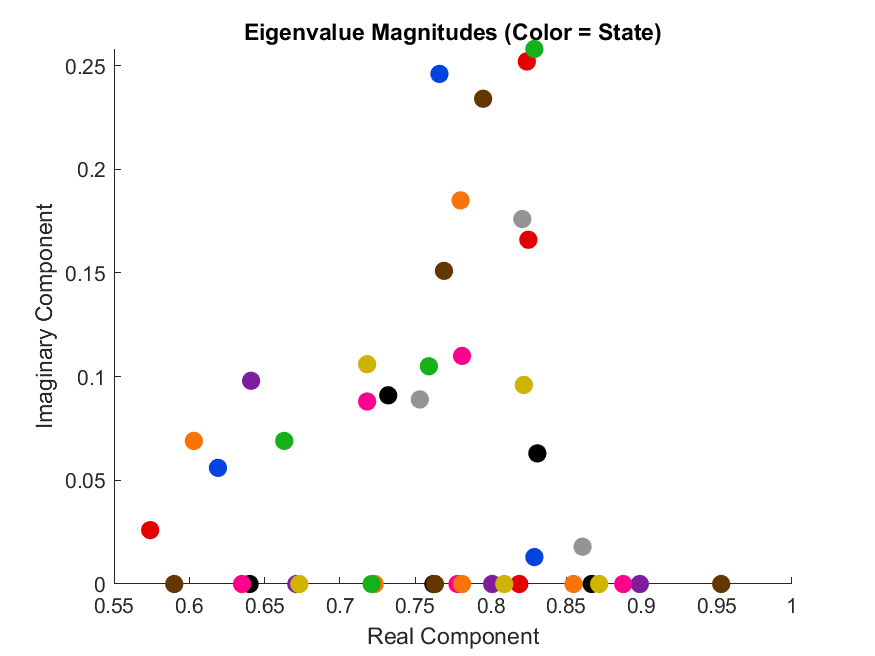 Eigenvalue Magnitudes (Color = State)
0.25
0.2
0.15
0.1
0.05
0
Imaginary Component
0.55 0.6 0.65 0.7 0.75 0.8 0.85 0.9 0.95 1
Real Component